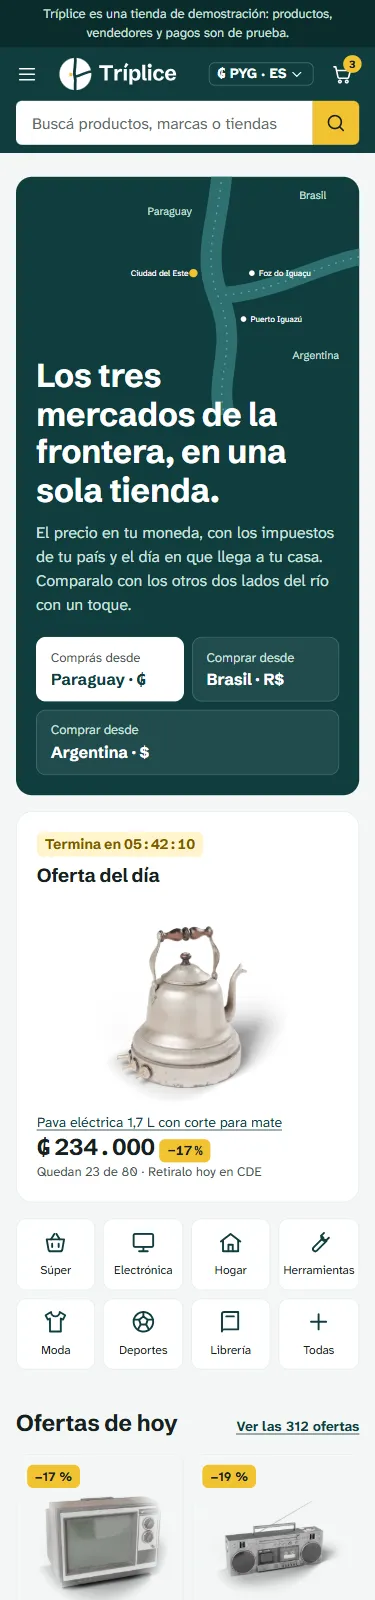 Tríplice es una tienda de demostración: productos,
vendedores y pagos son de prueba.
Tríplice
₲ PYG · ES
3
Buscá productos, marcas o tiendas
Brasil
Paraguay
Ciudad del Este
Foz do Iguaçu
Puerto Iguazú
Argentina
Los tres
mercados de la
frontera, en una
sola tienda.
El precio en tu moneda, con los impuestos
de tu país y el día en que llega a tu casa.
Comparalo con los otros dos lados del río
con un toque.
Comprás desde
Paraguay · ₲
Comprar desde
Brasil · R$
Comprar desde
Argentina · $
Termina en 05:42:10
Oferta del día
Pava eléctrica 1,7 L con corte para mate
₲ 234.000 −17 %
Quedan 23 de 80 · Retiralo hoy en CDE
Súper
Electrónica
Hogar
Herramientas
Moda
Deportes
Librería
Todas
Ofertas de hoy
Ver las 312 ofertas
−17 %
−19 %